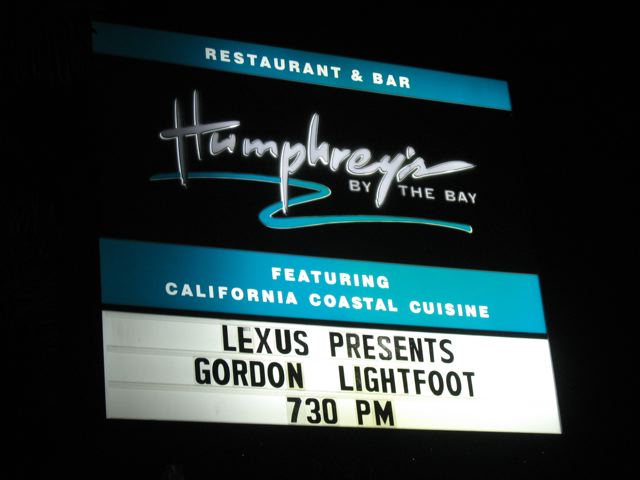 RESTAURANT & BAR
Humphrey's
BY THE BAY
FEATURING
CALIFORNIA COASTAL CUISINE
LEXUS PRESENTS
GORDON LIGHTFOOT
730 PM